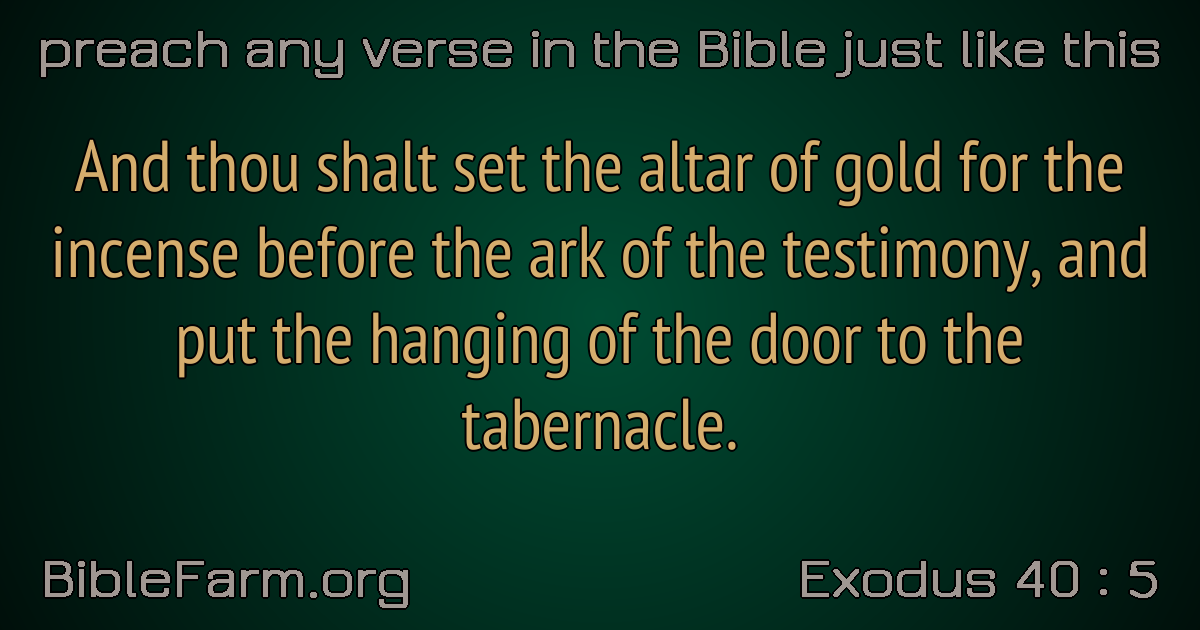 preach any verse in the Bible just like this
And thou shalt set the altar of gold for the
incense before the ark of the testimony, and
put the hanging of the door to the
tabernacle.
BibleFarm.org
Exodus 40 : 5